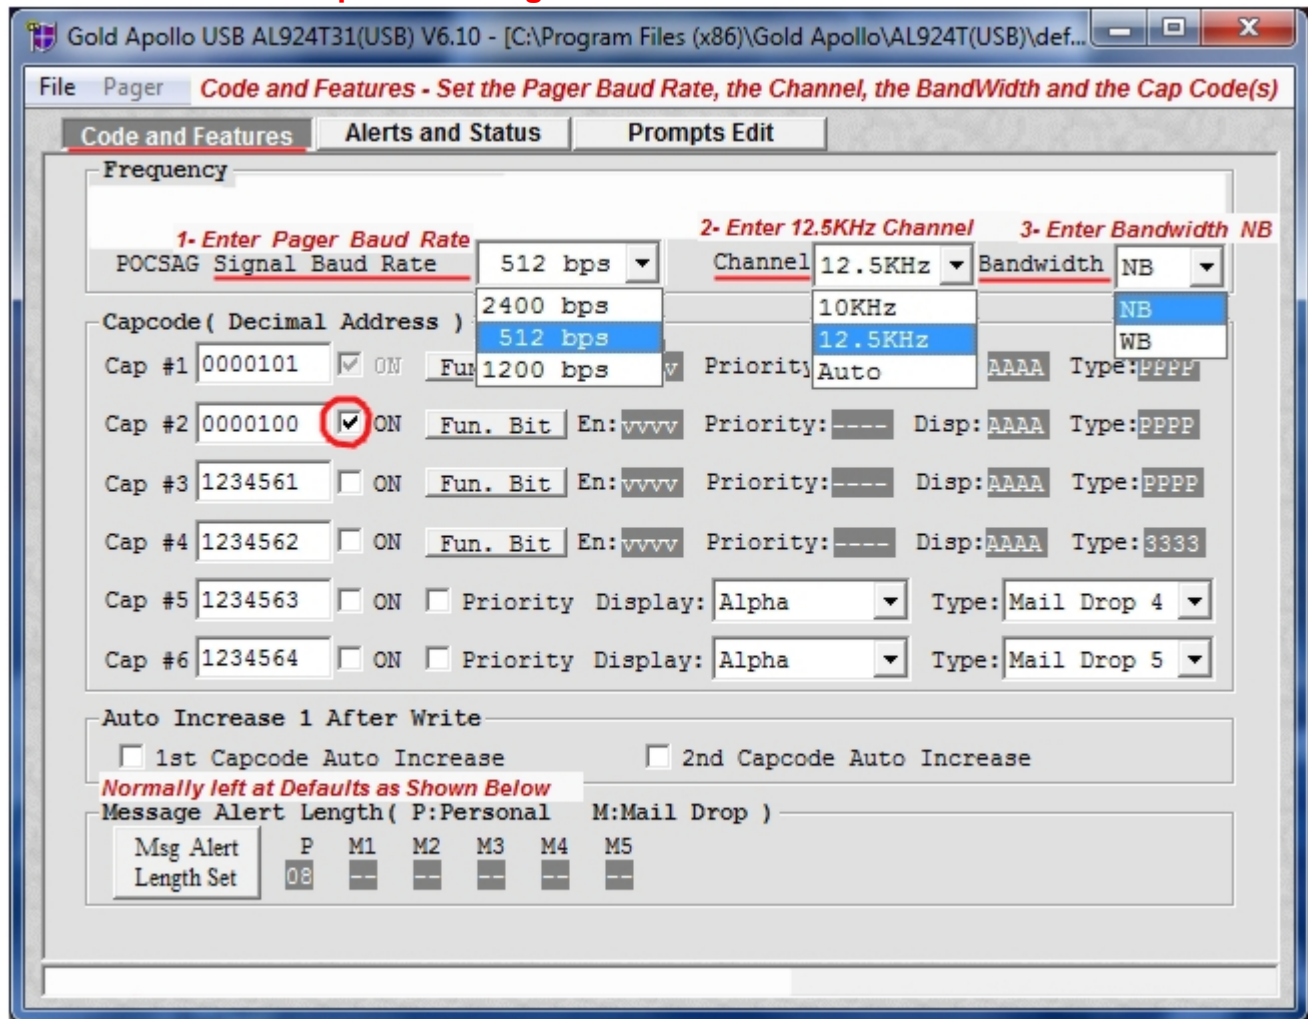 Gold Apollo USB AL924T31(USB) V6.10 - [C:\Program Files (x86)\Gold Apollo\AL924T(USB)\def...
File Pager Code and Features - Set the Pager Baud Rate, the Channel, the BandWidth and the Cap Code(s)
Code and Features Alerts and Status Prompts Edit
Frequency
1- Enter Pager Baud Rate 2- Enter 12.5KHz Channel 3- Enter Bandwidth NB
POCSAG Signal Baud Rate 512 bps Channel 12.5KHz Bandwidth NB
2400 bps 10KHz NB
Capcode( Decimal Address ) 512 bps 12.5KHz WB
Cap #1 0000101 ON Fu 1200 bps v Priority Auto AAAA Type:PPPP
Cap #2 0000100 ON Fun. Bit En:vvvv Priority:---- Disp:AAAA Type:PPPP
Cap #3 1234561 ON Fun. Bit En:vvvv Priority:---- Disp:AAAA Type:PPPP
Cap #4 1234562 ON Fun. Bit En:vvvv Priority:---- Disp:AAAA Type:3333
Cap #5 1234563 ON Priority Display: Alpha Type: Mail Drop 4
Cap #6 1234564 ON Priority Display: Alpha Type: Mail Drop 5
Auto Increase 1 After Write
1st Capcode Auto Increase 2nd Capcode Auto Increase
Normally left at Defaults as Shown Below
Message Alert Length( P:Personal M:Mail Drop )
Msg Alert P M1 M2 M3 M4 M5
Length Set 08 -- -- -- -- --